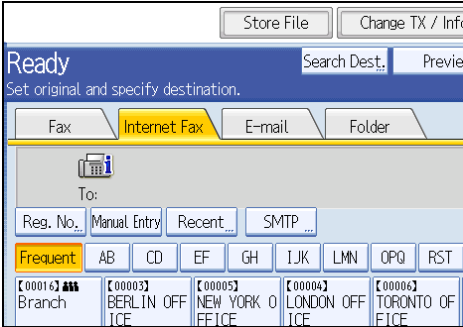 Store File Change TX / Info
Ready Search Dest. Previe
Set original and specify destination.
Fax Internet Fax E-mail Folder
To:
Reg. No. Manual Entry Recent SMTP
Frequent AB CD EF GH IJK LMN OPQ RST
[00016] [00003] [00005] [00004] [00006]
Branch BERLIN OFF NEW YORK O LONDON OFF TORONTO OF
ICE FFICE ICE FICE